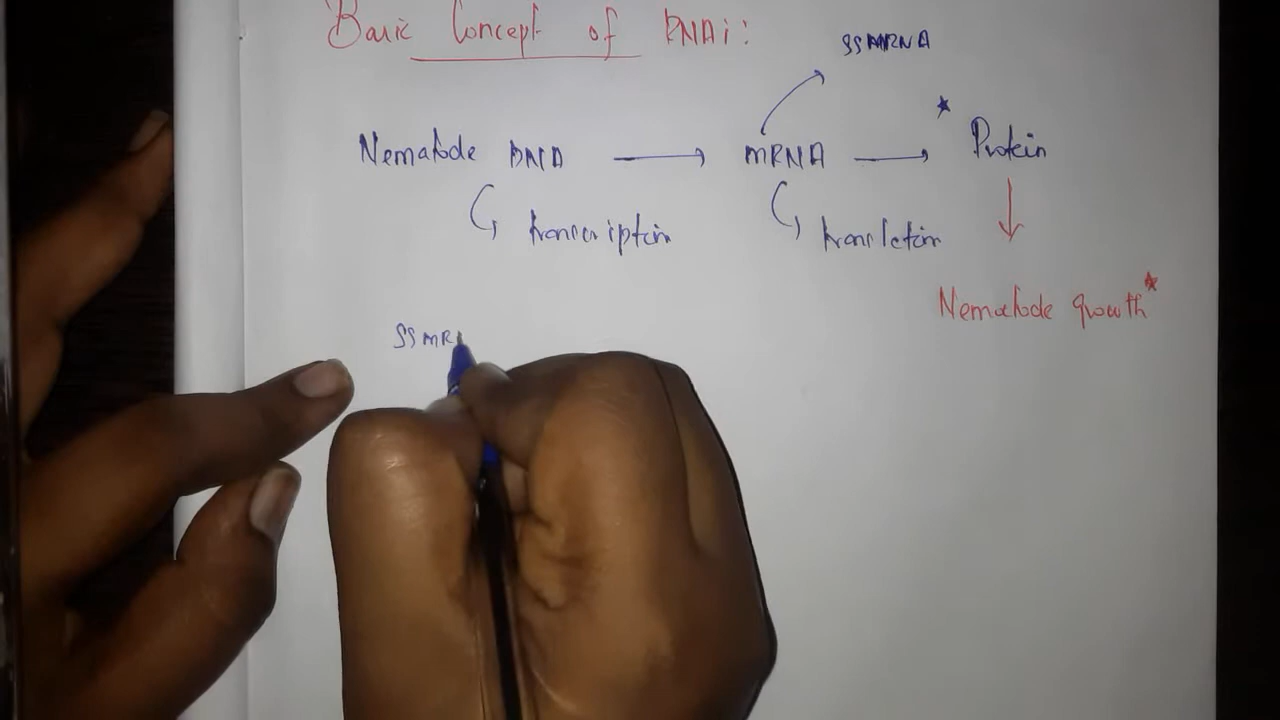 Basic Concept of RNAi:
SSMRNA
Nematode DNA → mRNA → * Protein
transcription translation
Nematode growth*
SSMR